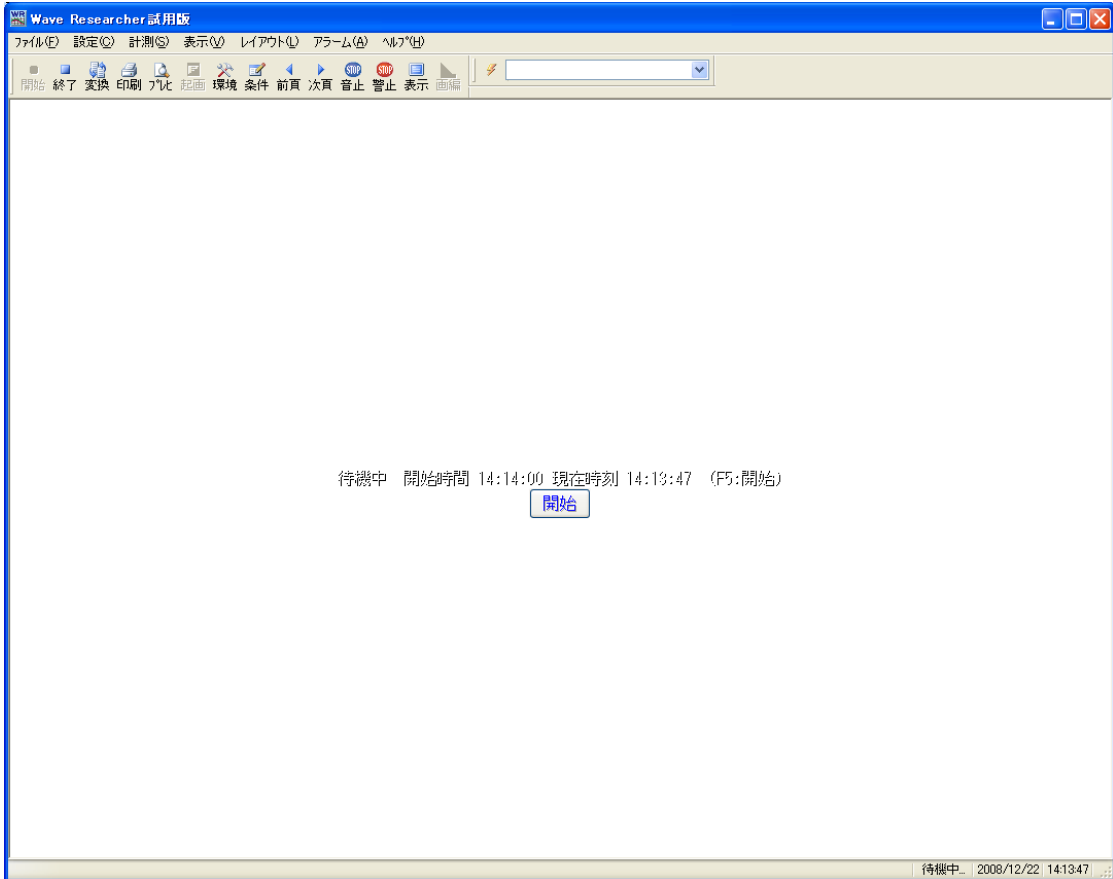 Wave Researcher試用版
ファイル(F) 設定(C) 計測(S) 表示(V) レイアウト(L) アラーム(A) ヘルプ(H)
開始 終了 変換 印刷 プレビ 起画 環境 条件 前頁 次頁 音止 警止 表示 画編
STOP STOP
待機中 開始時間 14:14:00 現在時刻 14:13:47 (F5:開始)
開始
待機中... 2008/12/22 14:13:47